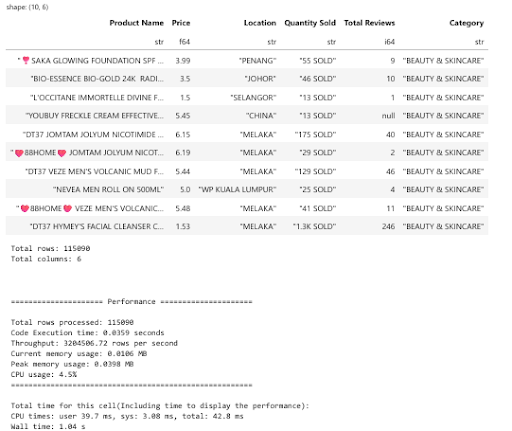 shape: (10, 6)
Product Name Price Location Quantity Sold Total Reviews Category
str f64 str str i64 str
"💗SAKA GLOWING FOUNDATION SPF ... 3.99 "PENANG" "55 SOLD" 9 "BEAUTY & SKINCARE"
"BIO-ESSENCE BIO-GOLD 24K RADI... 3.5 "JOHOR" "46 SOLD" 10 "BEAUTY & SKINCARE"
"L'OCCITANE IMMORTELLE DIVINE F... 1.5 "SELANGOR" "13 SOLD" 1 "BEAUTY & SKINCARE"
"YOUBUY FRECKLE CREAM EFFECTIVE... 5.45 "CHINA" "13 SOLD" null "BEAUTY & SKINCARE"
"DT37 JOMTAM JOLYUM NICOTIMIDE ... 6.15 "MELAKA" "175 SOLD" 40 "BEAUTY & SKINCARE"
"💗88HOME💗 JOMTAM JOLYUM NICOT... 6.19 "MELAKA" "29 SOLD" 2 "BEAUTY & SKINCARE"
"DT37 VEZE MEN'S VOLCANIC MUD F... 5.44 "MELAKA" "129 SOLD" 46 "BEAUTY & SKINCARE"
"NEVEA MEN ROLL ON 500ML" 5.0 "WP KUALA LUMPUR" "25 SOLD" 4 "BEAUTY & SKINCARE"
"💗88HOME💗 VEZE MEN'S VOLCANIC... 5.48 "MELAKA" "41 SOLD" 11 "BEAUTY & SKINCARE"
"DT37 HYMEY'S FACIAL CLEANSER C... 1.53 "MELAKA" "1.3K SOLD" 246 "BEAUTY & SKINCARE"
Total rows: 115090
Total columns: 6
===================== Performance =====================
Total rows processed: 115090
Code Execution time: 0.0359 seconds
Throughput: 3204506.72 rows per second
Current memory usage: 0.0106 MB
Peak memory usage: 0.0398 MB
CPU usage: 4.5%
=======================================================
Total time for this cell(Including time to display the performance):
CPU times: user 39.7 ms, sys: 3.08 ms, total: 42.8 ms
Wall time: 1.04 s